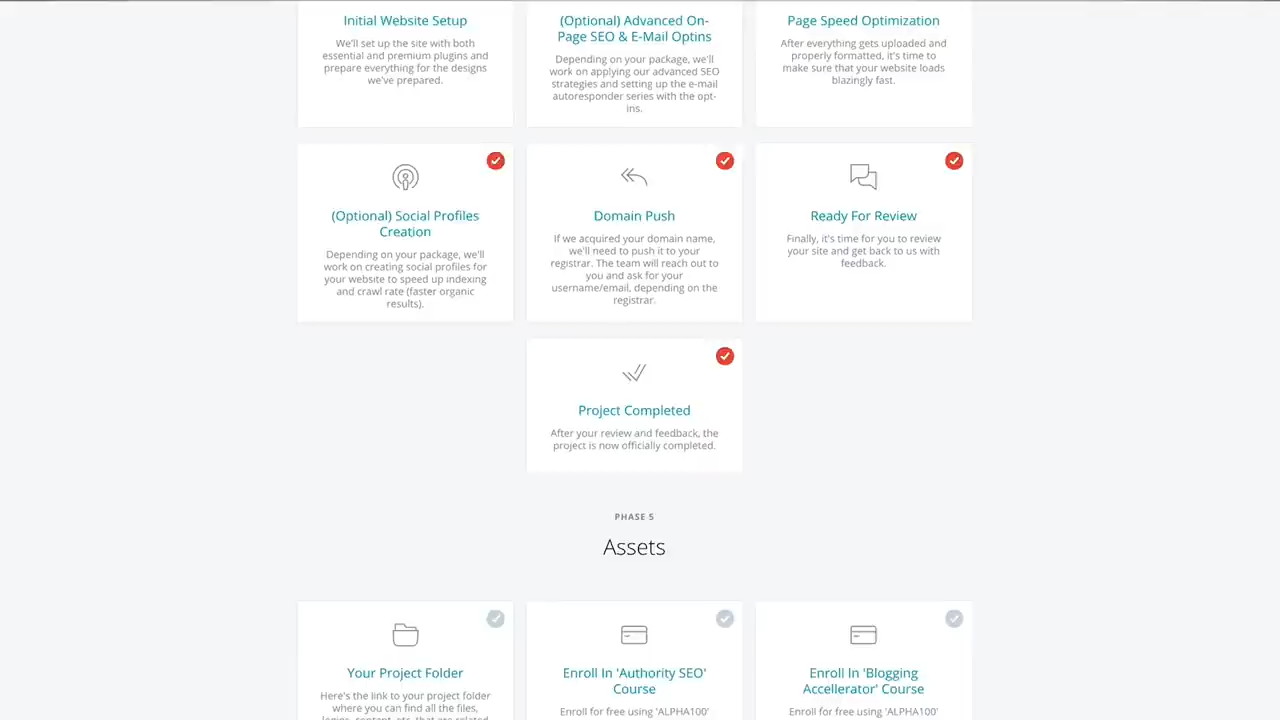 Initial Website Setup
We'll set up the site with both
essential and premium plugins and
prepare everything for the designs
we've prepared.
(Optional) Advanced On-
Page SEO & E-Mail Optins
Depending on your package, we'll
work on applying our advanced SEO
strategies and setting up the e-mail
autoresponder series with the opt-
ins.
Page Speed Optimization
After everything gets uploaded and
properly formatted, it's time to
make sure that your website loads
blazingly fast.
(Optional) Social Profiles
Creation
Depending on your package, we'll
work on creating social profiles for
your website to speed up indexing
and crawl rate (faster organic
results).
Domain Push
If we acquired your domain name,
we'll need to push it to your
registrar. The team will reach out to
you and ask for your
username/email, depending on the
registrar.
Ready For Review
Finally, it's time for you to review
your site and get back to us with
feedback.
Project Completed
After your review and feedback, the
project is now officially completed.
PHASE 5
Assets
Your Project Folder
Here's the link to your project folder
where you can find all the files,
logins, content, etc. that are related
Enroll In 'Authority SEO'
Course
Enroll for free using 'ALPHA100'
Enroll In 'Blogging
Accellerator' Course
Enroll for free using 'ALPHA100'